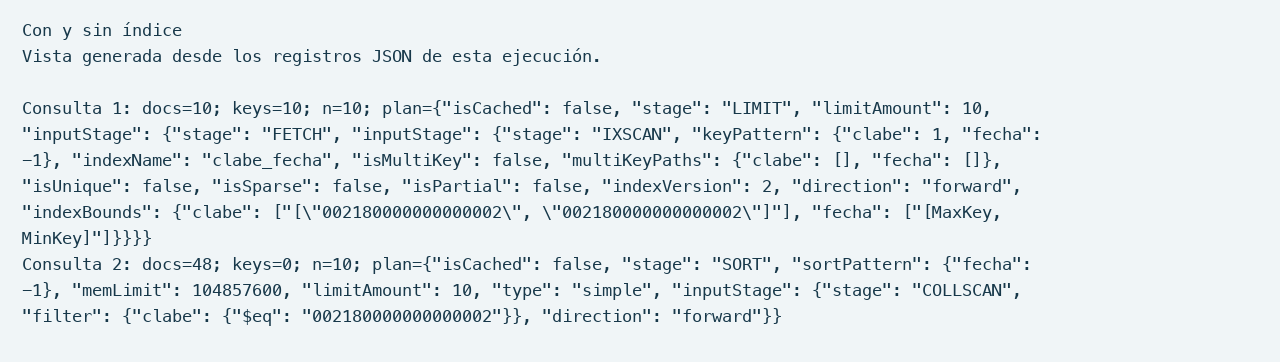 Con y sin índice
Vista generada desde los registros JSON de esta ejecución.
Consulta 1: docs=10; keys=10; n=10; plan={"isCached": false, "stage": "LIMIT", "limitAmount": 10,
"inputStage": {"stage": "FETCH", "inputStage": {"stage": "IXSCAN", "keyPattern": {"clabe": 1, "fecha":
−1}, "indexName": "clabe_fecha", "isMultiKey": false, "multiKeyPaths": {"clabe": [], "fecha": []},
"isUnique": false, "isSparse": false, "isPartial": false, "indexVersion": 2, "direction": "forward",
"indexBounds": {"clabe": ["[\"002180000000000002\", \"002180000000000002\"]"], "fecha": ["[MaxKey,
MinKey]"]}}}}
Consulta 2: docs=48; keys=0; n=10; plan={"isCached": false, "stage": "SORT", "sortPattern": {"fecha":
−1}, "memLimit": 104857600, "limitAmount": 10, "type": "simple", "inputStage": {"stage": "COLLSCAN",
"filter": {"clabe": {"$eq": "002180000000000002"}}, "direction": "forward"}}